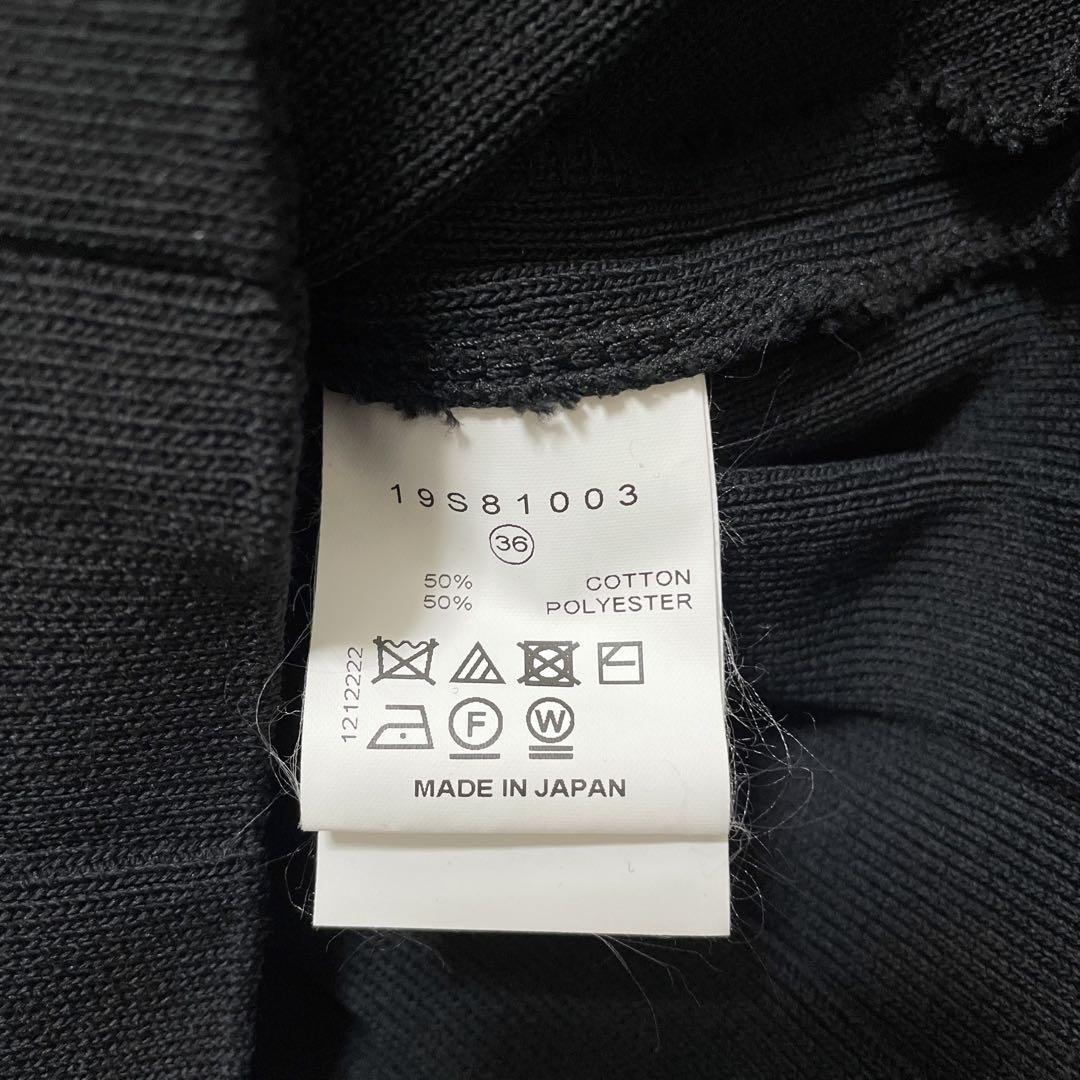 19S81003
36
50% COTTON
50% POLYESTER
1212222
F W
MADE IN JAPAN